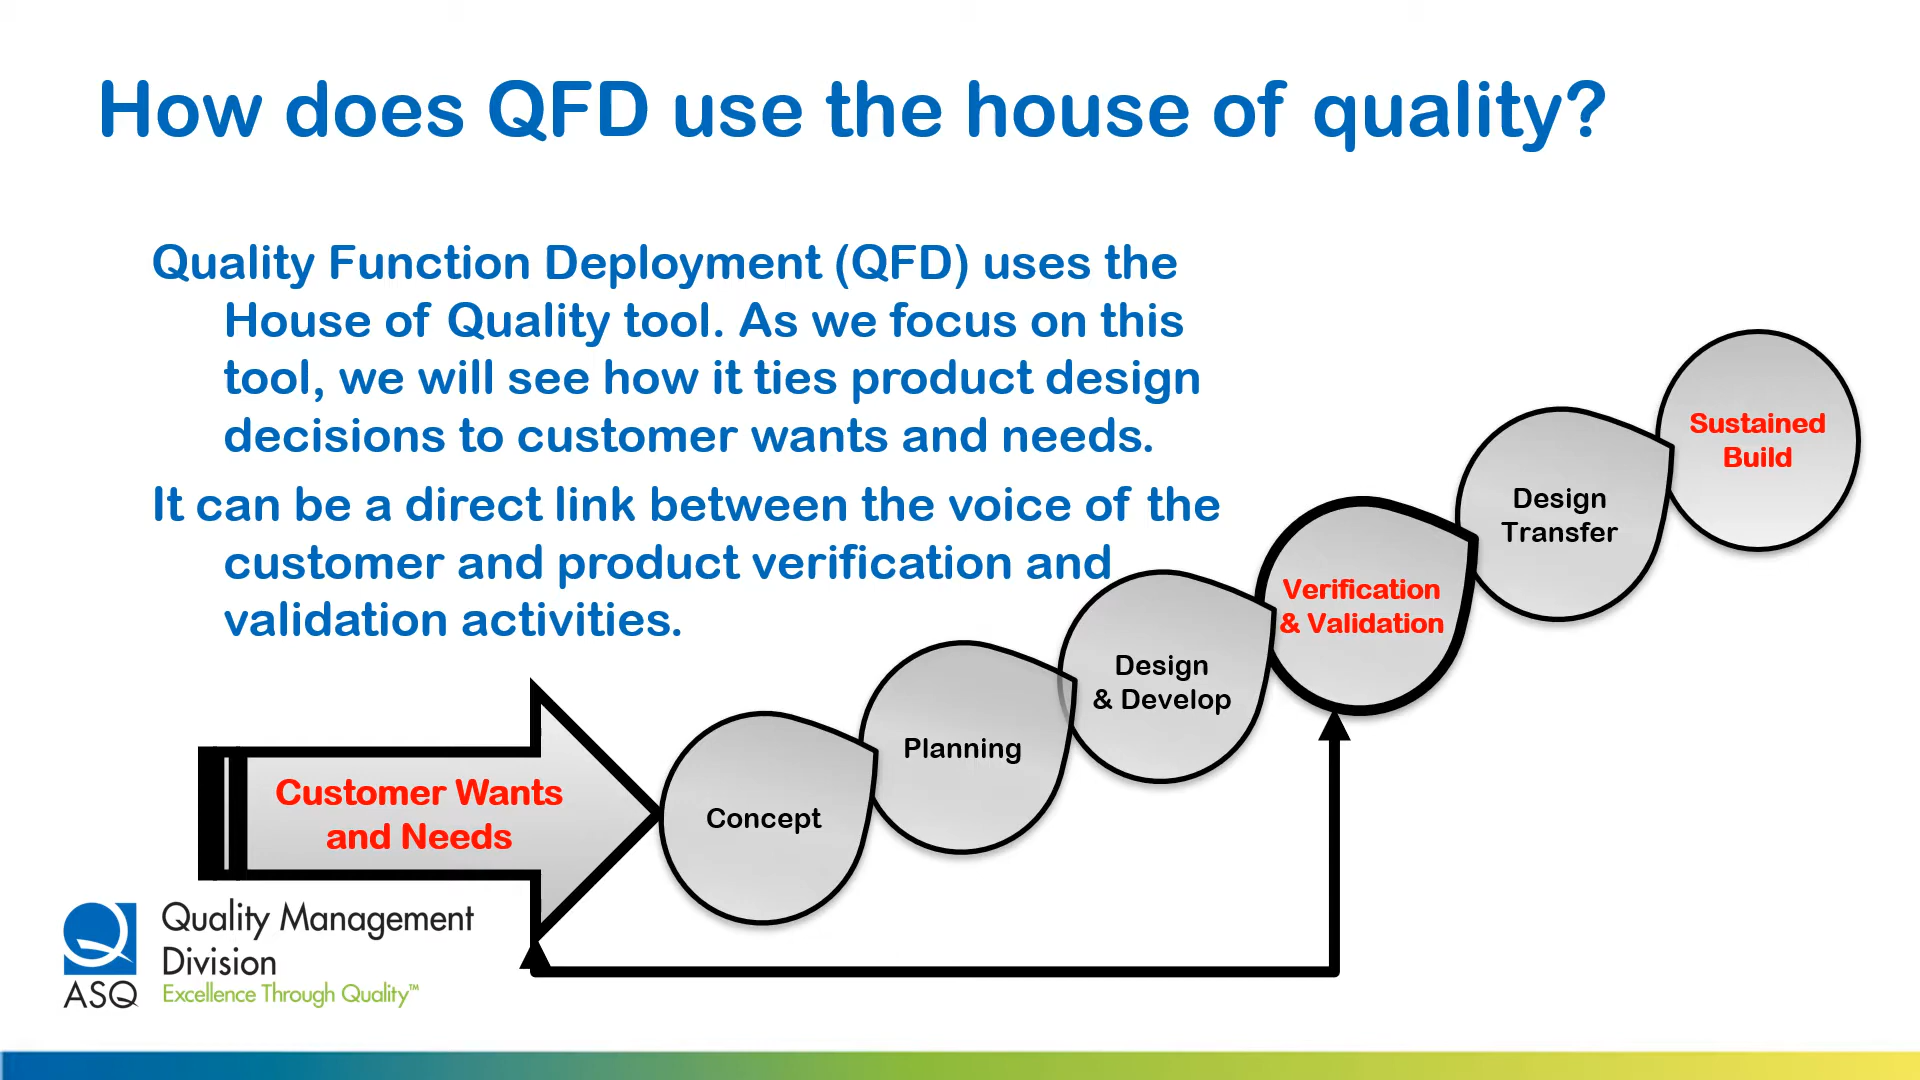 How does QFD use the house of quality?
Quality Function Deployment (QFD) uses the
House of Quality tool. As we focus on this
tool, we will see how it ties product design
decisions to customer wants and needs.
It can be a direct link between the voice of the
customer and product verification and
validation activities.
Customer Wants
and Needs
Concept
Planning
Design
& Develop
Verification
& Validation
Design
Transfer
Sustained
Build
Quality Management
Division
Excellence Through Quality™
ASQ